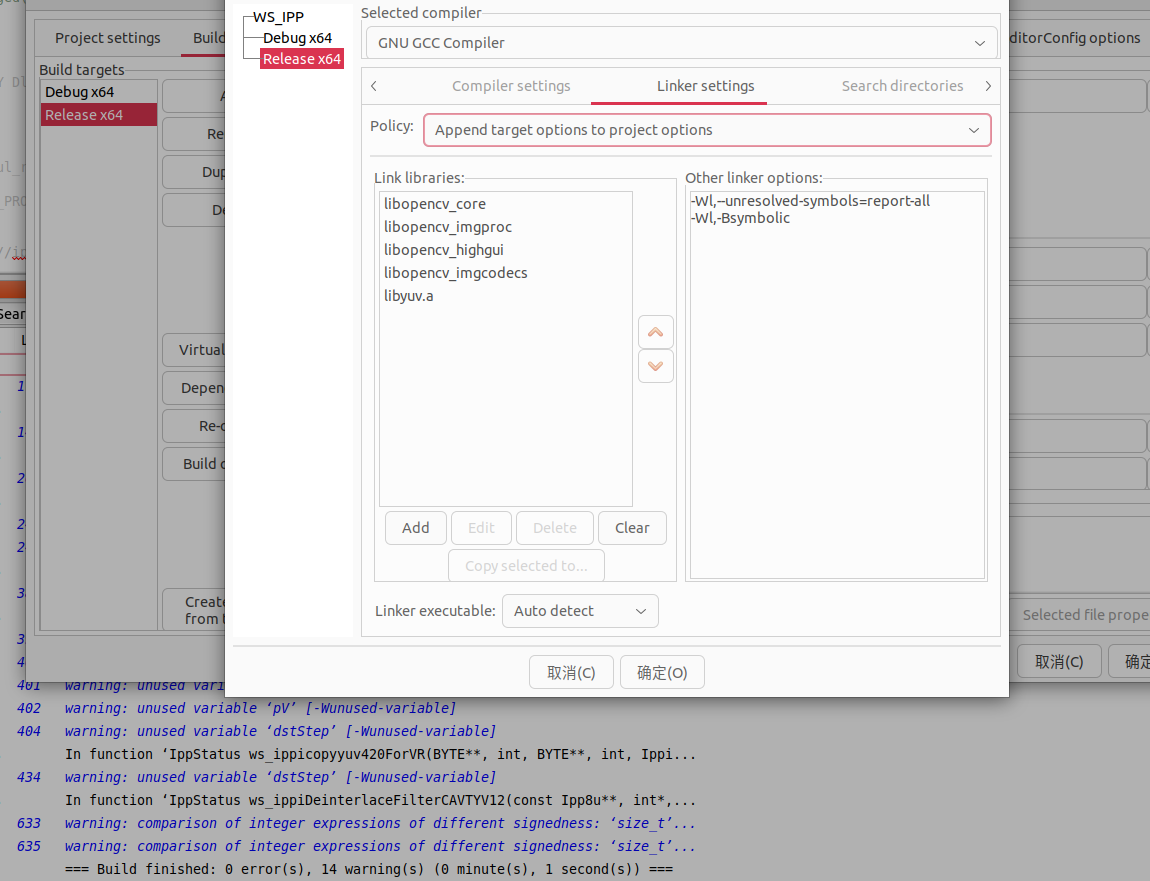 WS_IPP
Debug x64
Release x64
Selected compiler
GNU GCC Compiler
Compiler settings
Linker settings
Search directories
Policy:
Append target options to project options
Link libraries:
libopencv_core
libopencv_imgproc
libopencv_highgui
libopencv_imgcodecs
libyuv.a
Add
Edit
Delete
Clear
Copy selected to...
Other linker options:
-Wl,--unresolved-symbols=report-all
-Wl,-Bsymbolic
Linker executable:
Auto detect
取消(C)
确定(O)
Project settings
Build
ditorConfig options
Build targets
Debug x64
Release x64
Re
Dup
De
Virtual
Depen
Re-c
Build o
Create
from t
Selected file prope
取消(C)
确定
Sear
401 warning: unused vari
402 warning: unused variable ‘pV’ [-Wunused-variable]
404 warning: unused variable ‘dstStep’ [-Wunused-variable]
In function ‘IppStatus ws_ippicopyyuv420ForVR(BYTE**, int, BYTE**, int, Ippi...
434 warning: unused variable ‘dstStep’ [-Wunused-variable]
In function ‘IppStatus ws_ippiDeinterlaceFilterCAVTYV12(const Ipp8u**, int*,...
633 warning: comparison of integer expressions of different signedness: ‘size_t’...
635 warning: comparison of integer expressions of different signedness: ‘size_t’...
=== Build finished: 0 error(s), 14 warning(s) (0 minute(s), 1 second(s)) ===